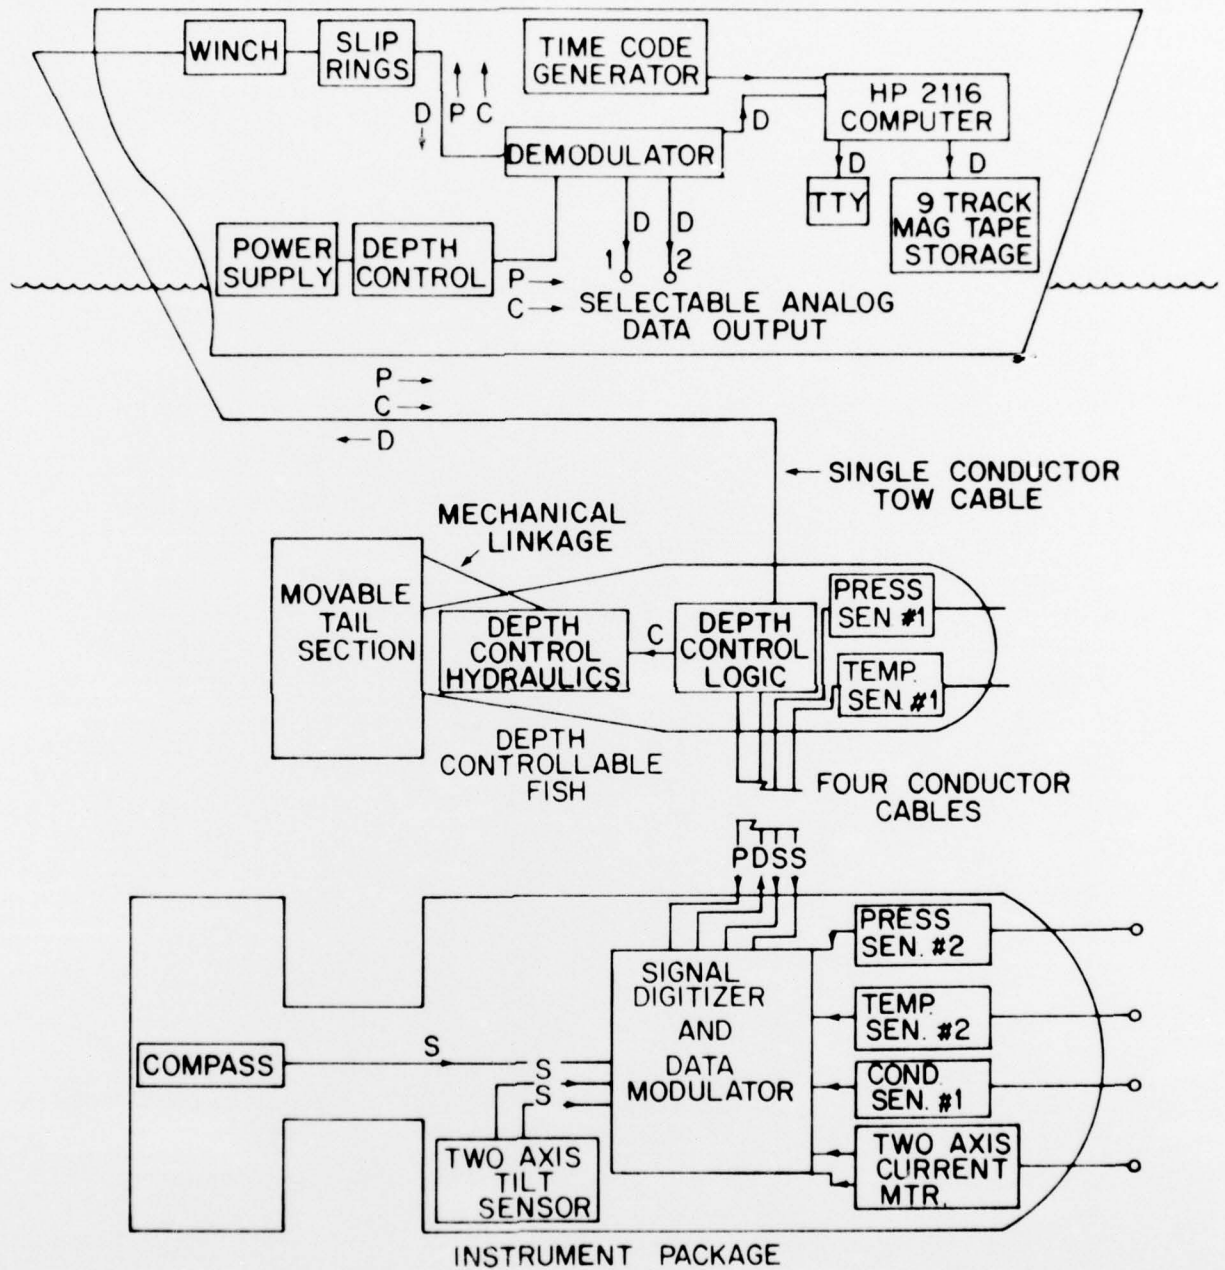 WINCH
SLIP
RINGS
TIME CODE
GENERATOR
HP 2116
COMPUTER
P C
D
D
DEMODULATOR
D D
TTY
9 TRACK
MAG TAPE
STORAGE
D D
1 2
POWER
SUPPLY
DEPTH
CONTROL
P
C
SELECTABLE ANALOG
DATA OUTPUT
P
C
D
SINGLE CONDUCTOR
TOW CABLE
MECHANICAL
LINKAGE
MOVABLE
TAIL
SECTION
DEPTH
CONTROL
HYDRAULICS
C
DEPTH
CONTROL
LOGIC
PRESS
SEN. #1
TEMP.
SEN. #1
DEPTH
CONTROLLABLE
FISH
FOUR CONDUCTOR
CABLES
PDSS
PRESS
SEN. #2
SIGNAL
DIGITIZER
AND
DATA
MODULATOR
TEMP.
SEN. #2
COMPASS
S
S
S
COND.
SEN. #1
TWO AXIS
TILT
SENSOR
TWO AXIS
CURRENT
MTR.
INSTRUMENT PACKAGE